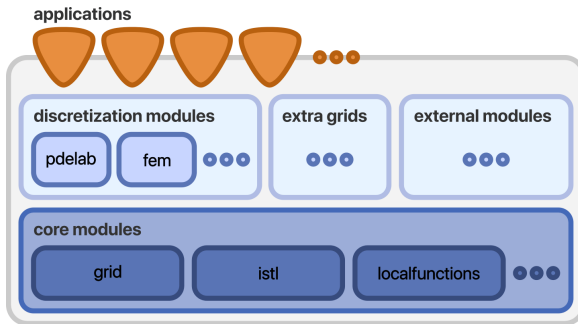 applications
discretization modules
extra grids
external modules
pdelab
fem
core modules
grid
istl
localfunctions